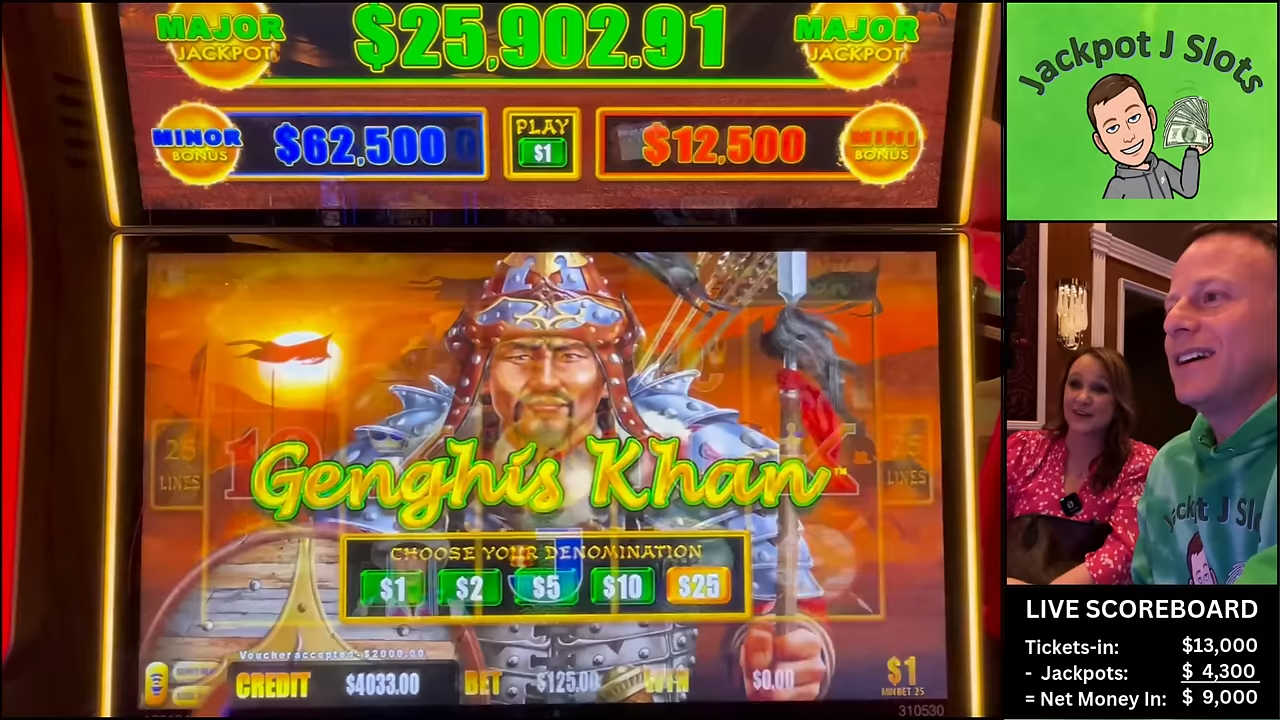 MAJOR
JACKPOT
$25,902.91
MAJOR
JACKPOT
MINOR
BONUS
$62,500
PLAY
$1
$12,500
MINI
BONUS
Jackpot J Slots
25
LINES
Genghis Khan™
25
LINES
CHOOSE YOUR DENOMINATION
$1 $2 $5 $10 $25
Voucher accepted: $2000.00
CREDIT $4033.00 BET $125.00 WIN $0.00
$1
MIN BET 25
310530
LIVE SCOREBOARD
Tickets-in: $13,000
- Jackpots: $ 4,300
= Net Money In: $ 9,000